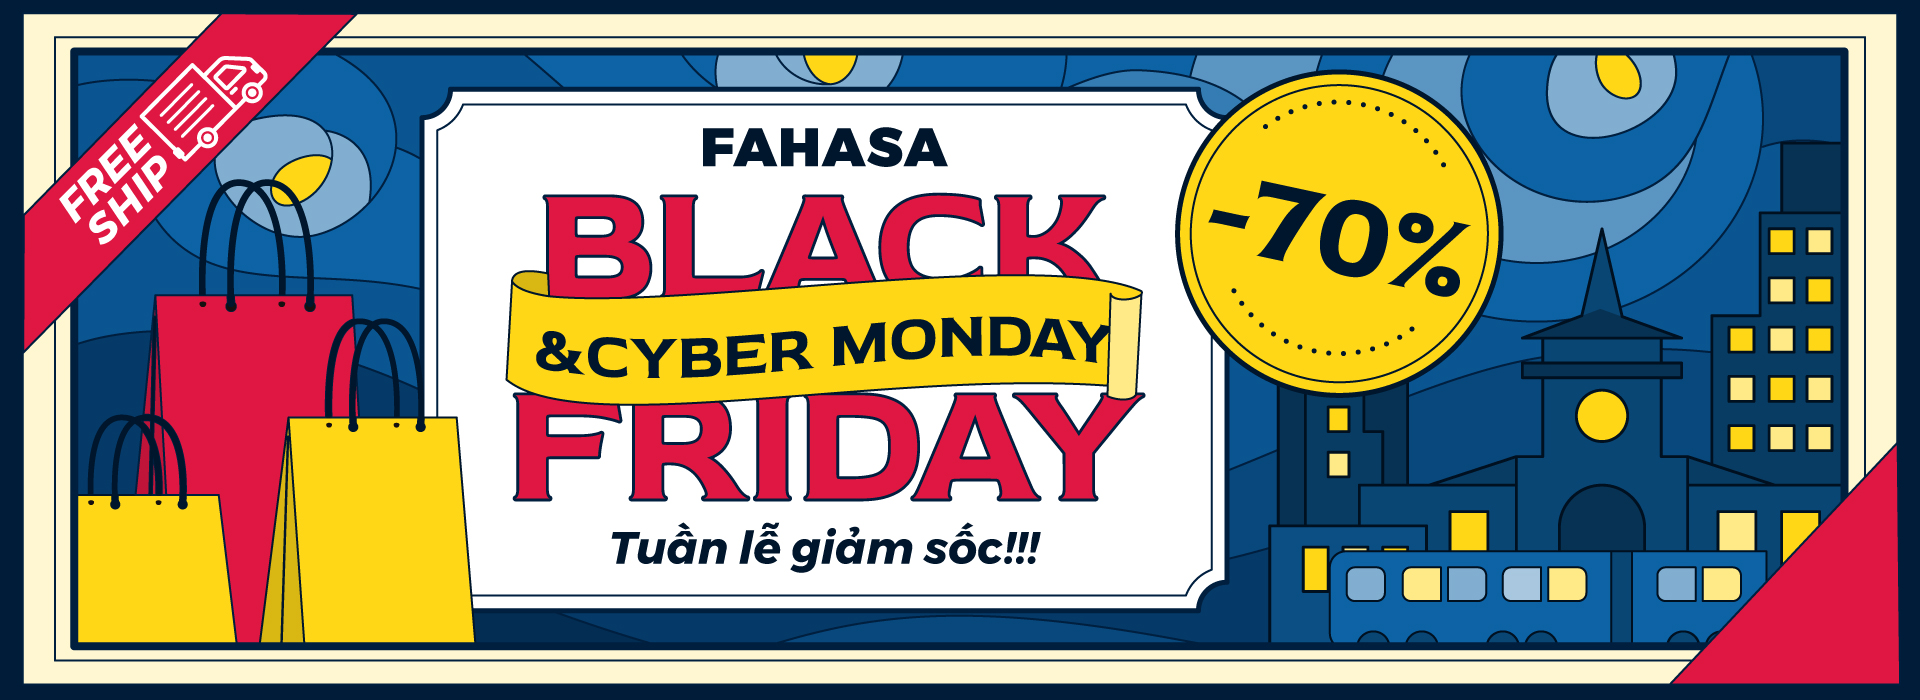 FREE
SHIP
FAHASA
BLACK
&CYBER MONDAY
FRIDAY
Tuần lễ giảm sốc!!!
-70%